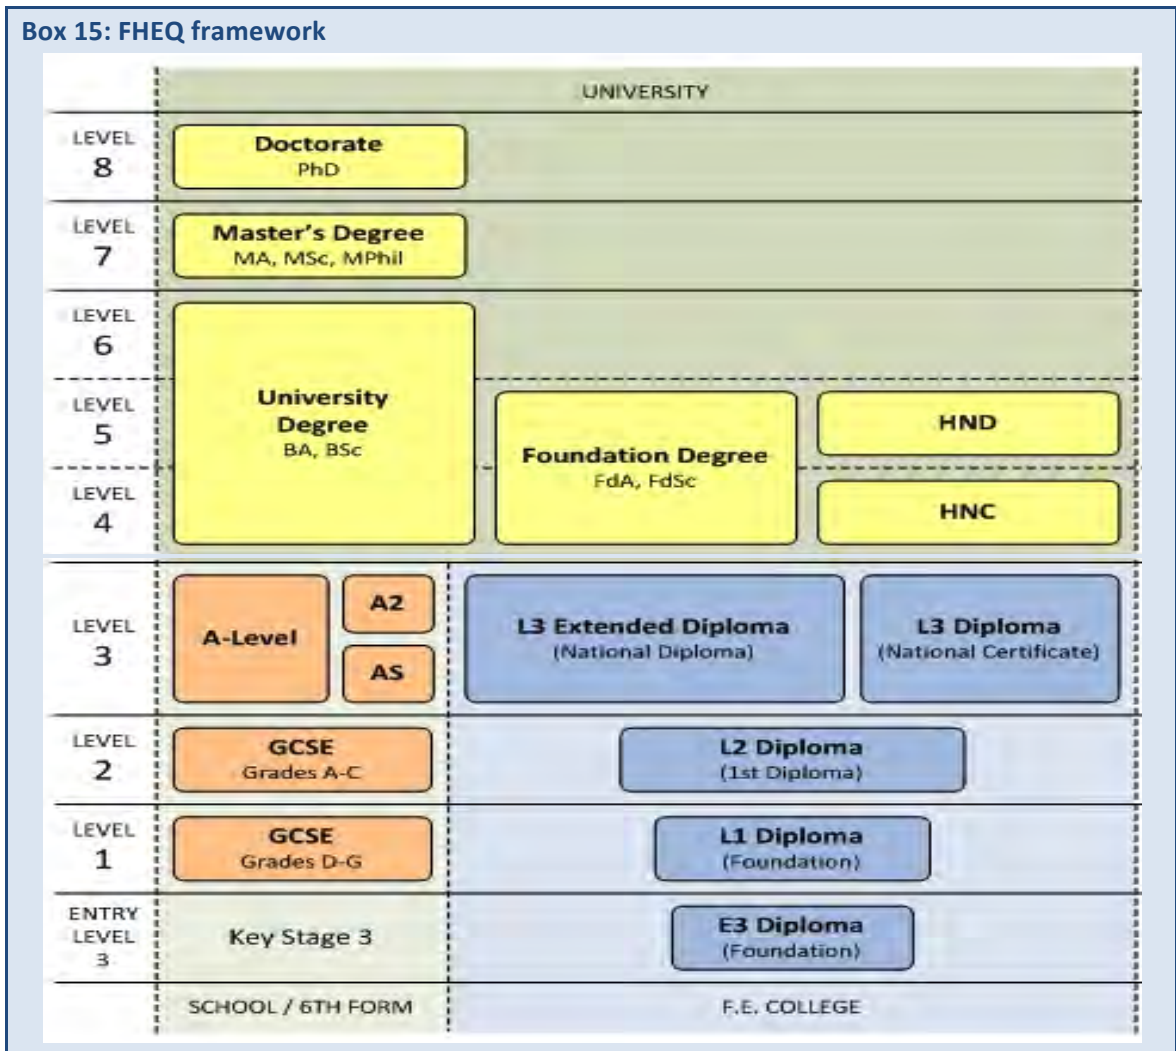 Box 15: FHEQ framework
UNIVERSITY
LEVEL
8
Doctorate
PhD
LEVEL
7
Master's Degree
MA, MSc, MPhil
LEVEL
6
LEVEL
5
LEVEL
4
University
Degree
BA, BSc
Foundation Degree
FdA, FdSc
HND
HNC
LEVEL
3
A-Level
A2
AS
L3 Extended Diploma
(National Diploma)
L3 Diploma
(National Certificate)
LEVEL
2
GCSE
Grades A-C
L2 Diploma
(1st Diploma)
LEVEL
1
GCSE
Grades D-G
L1 Diploma
(Foundation)
ENTRY
LEVEL
3
Key Stage 3
E3 Diploma
(Foundation)
SCHOOL / 6TH FORM
F.E. COLLEGE